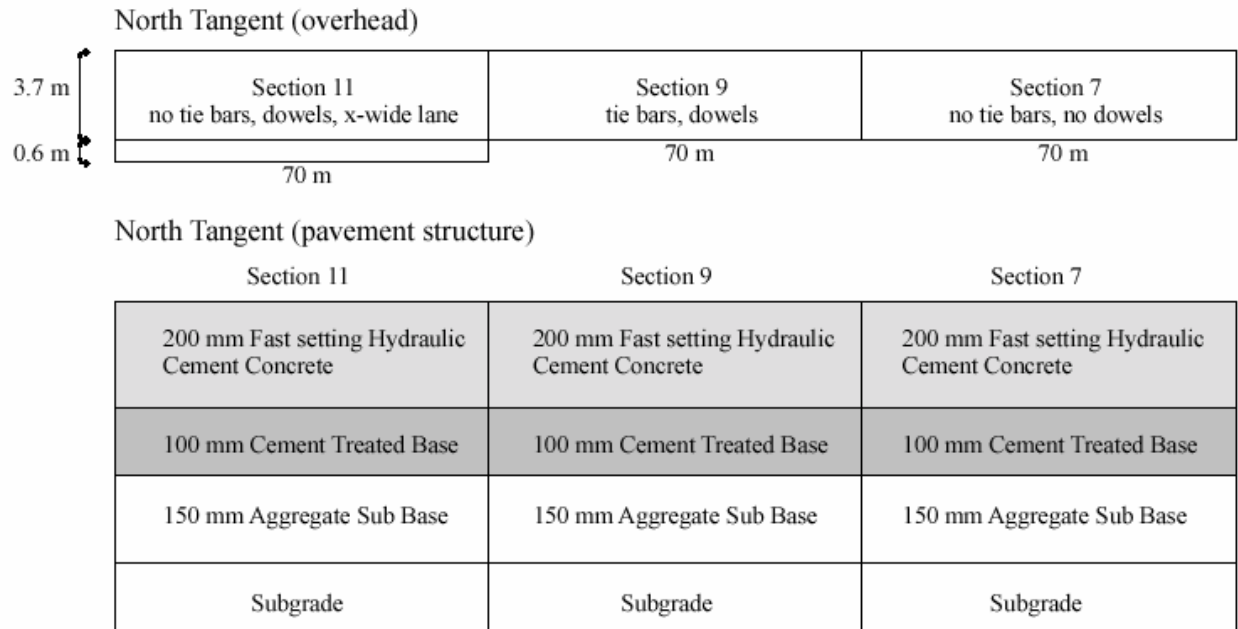 North Tangent (overhead)
3.7 m
Section 11
no tie bars, dowels, x-wide lane
Section 9
tie bars, dowels
Section 7
no tie bars, no dowels
0.6 m
70 m
70 m
70 m
North Tangent (pavement structure)
Section 11
Section 9
Section 7
200 mm Fast setting Hydraulic
Cement Concrete
200 mm Fast setting Hydraulic
Cement Concrete
200 mm Fast setting Hydraulic
Cement Concrete
100 mm Cement Treated Base
100 mm Cement Treated Base
100 mm Cement Treated Base
150 mm Aggregate Sub Base
150 mm Aggregate Sub Base
150 mm Aggregate Sub Base
Subgrade
Subgrade
Subgrade